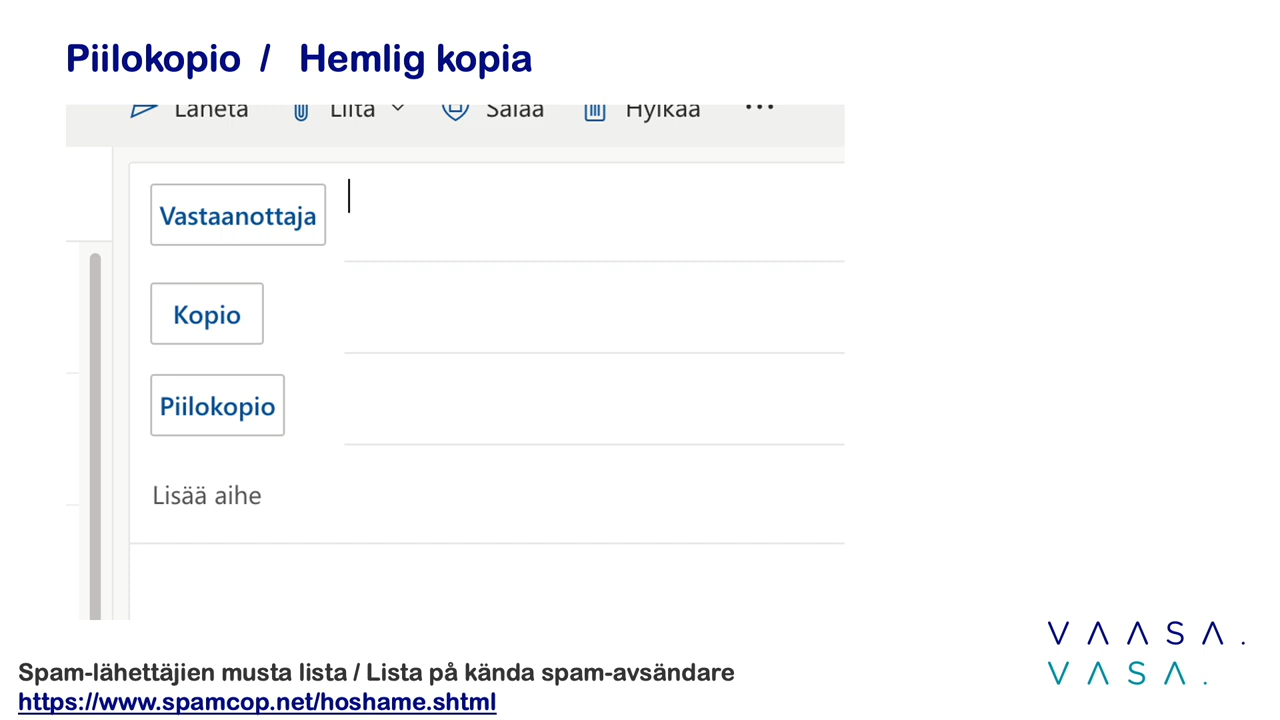 Piilokopio / Hemlig kopia
Lähetä Liitä Salaa Hylkää ...
Vastaanottaja
Kopio
Piilokopio
Lisää aihe
VAASA.
VASA.
Spam-lähettäjien musta lista / Lista på kända spam-avsändare
https://www.spamcop.net/hoshame.shtml